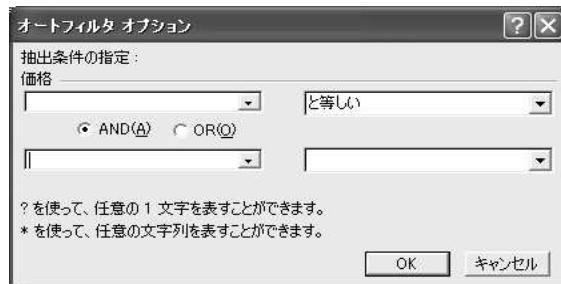 オートフィルタ オプション
抽出条件の指定：
価格
と等しい
AND(A) OR(O)
? を使って、任意の 1 文字を表すことができます。
* を使って、任意の文字列を表すことができます。
OK キャンセル